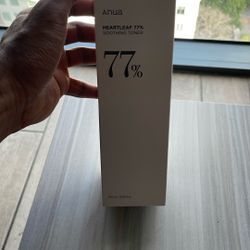 ANUA
HEARTLEAF 77%
SOOTHING TONER
77%